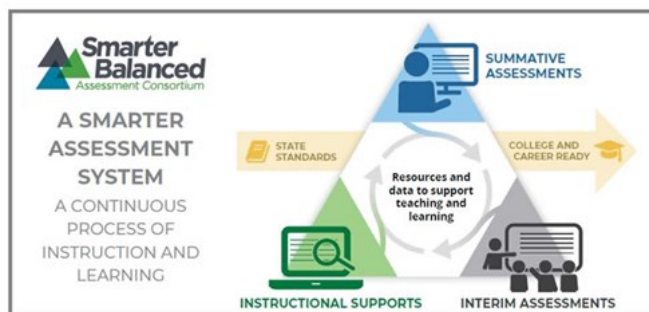 Smarter
Balanced
Assessment Consortium
A SMARTER
ASSESSMENT
SYSTEM
A CONTINUOUS
PROCESS OF
INSTRUCTION AND
LEARNING
SUMMATIVE
ASSESSMENTS
STATE
STANDARDS
COLLEGE AND
CAREER READY
Resources and
data to support
teaching and
learning
INSTRUCTIONAL SUPPORTS
INTERIM ASSESSMENTS